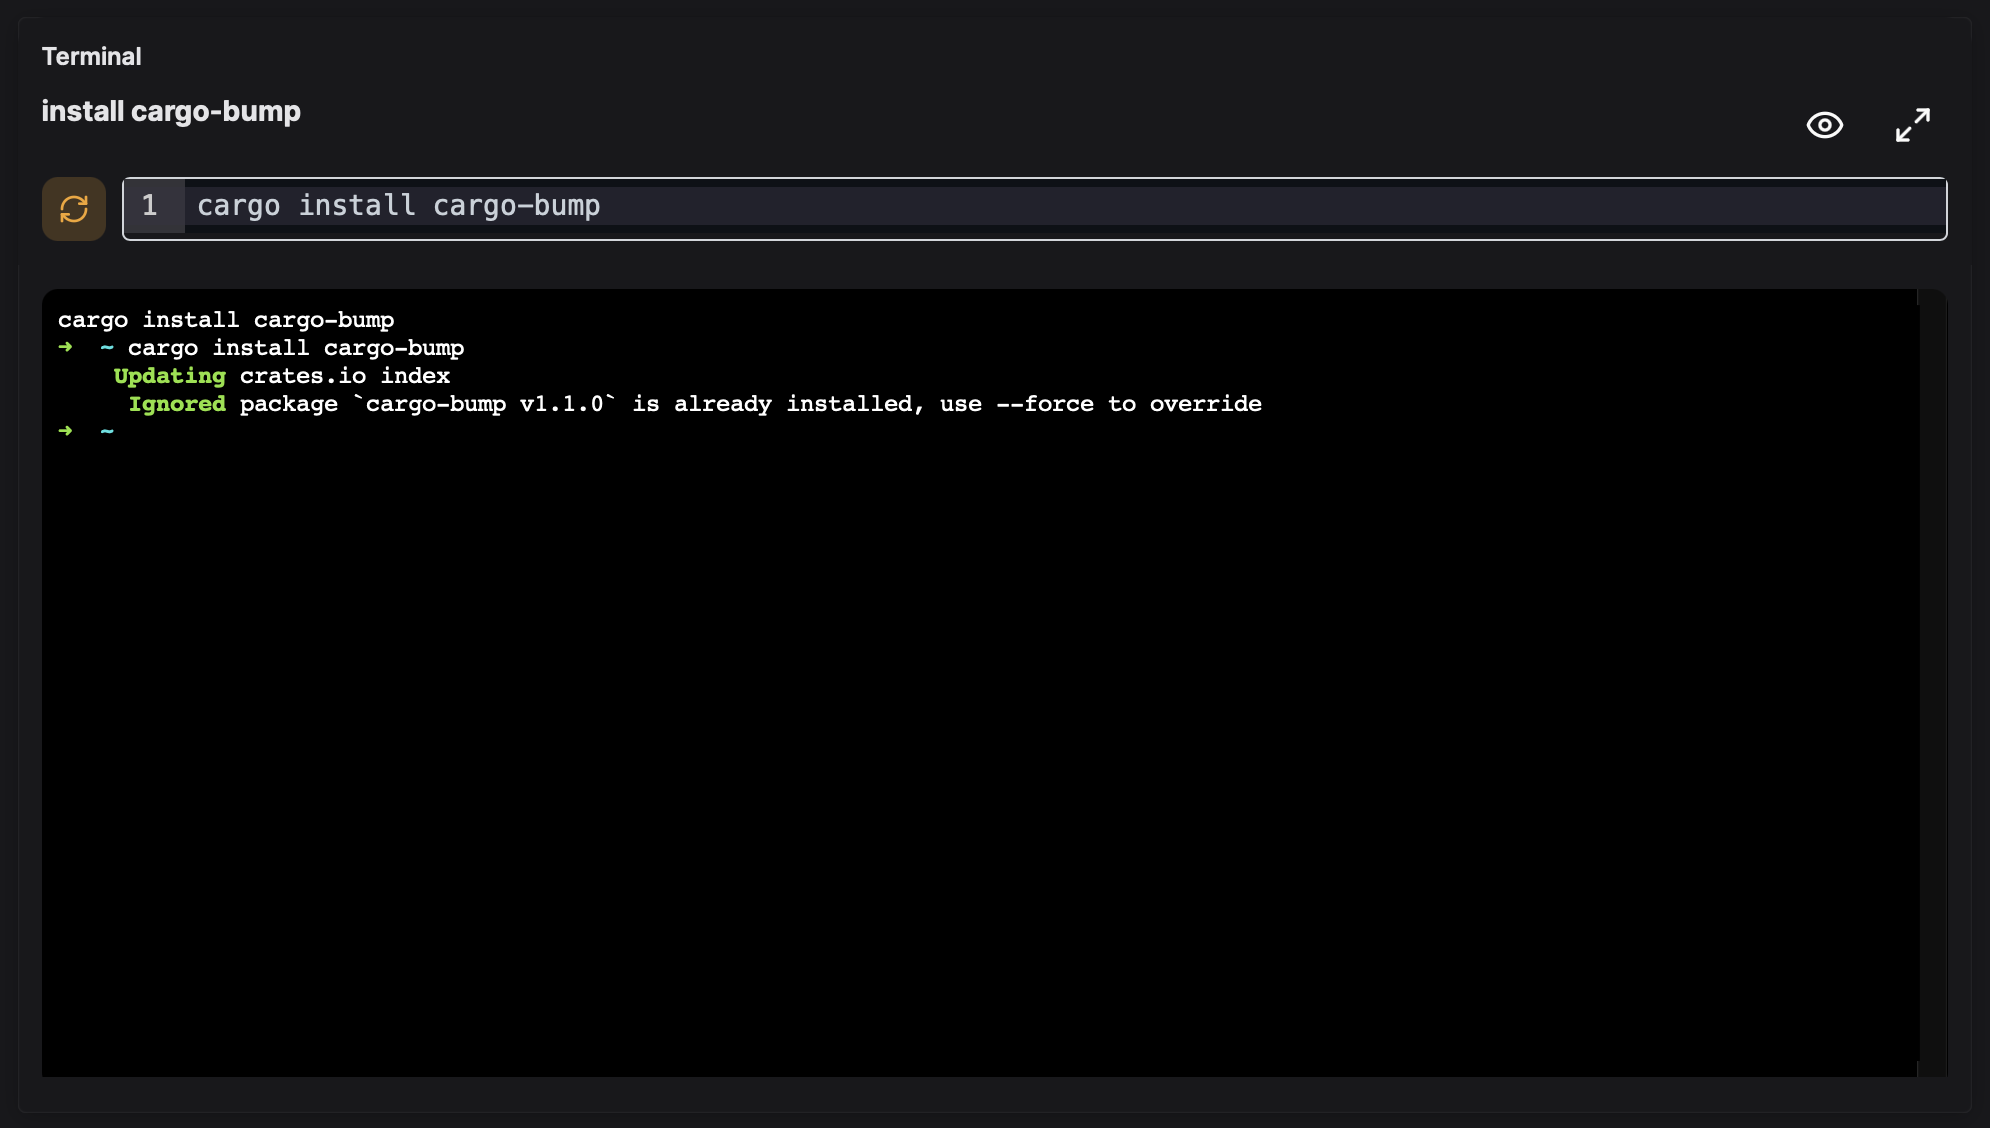 Terminal
install cargo-bump
1 cargo install cargo-bump
cargo install cargo-bump
➜  ~ cargo install cargo-bump
    Updating crates.io index
     Ignored package `cargo-bump v1.1.0` is already installed, use --force to override
➜  ~